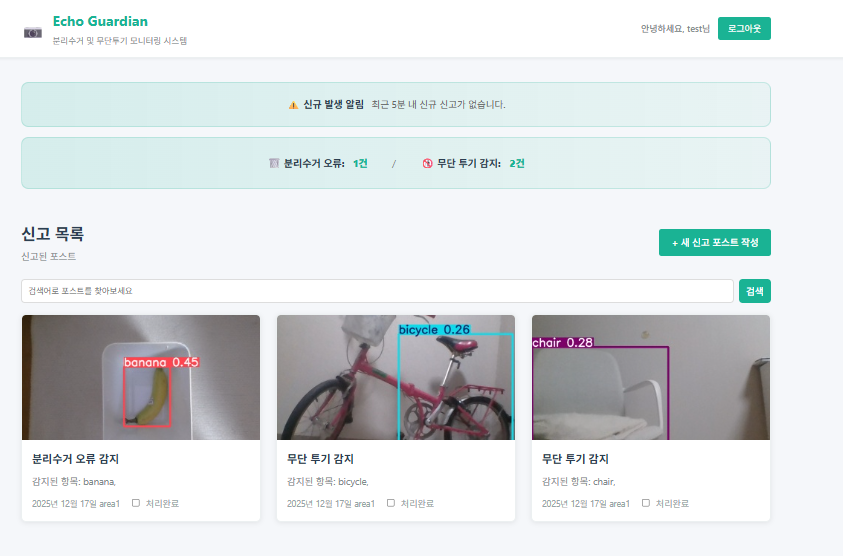 Echo Guardian
분리수거 및 무단투기 모니터링 시스템
안녕하세요, test님
로그아웃
신규 발생 알림 최근 5분 내 신규 신고가 없습니다.
분리수거 오류: 1건 / 무단 투기 감지: 2건
신고 목록
신고된 포스트
+ 새 신고 포스트 작성
검색어로 포스트를 찾아보세요
검색
banana 0.45
분리수거 오류 감지
감지된 항목: banana,
2025년 12월 17일 area1 처리완료
bicycle 0.26
무단 투기 감지
감지된 항목: bicycle,
2025년 12월 17일 area1 처리완료
chair 0.28
무단 투기 감지
감지된 항목: chair,
2025년 12월 17일 area1 처리완료